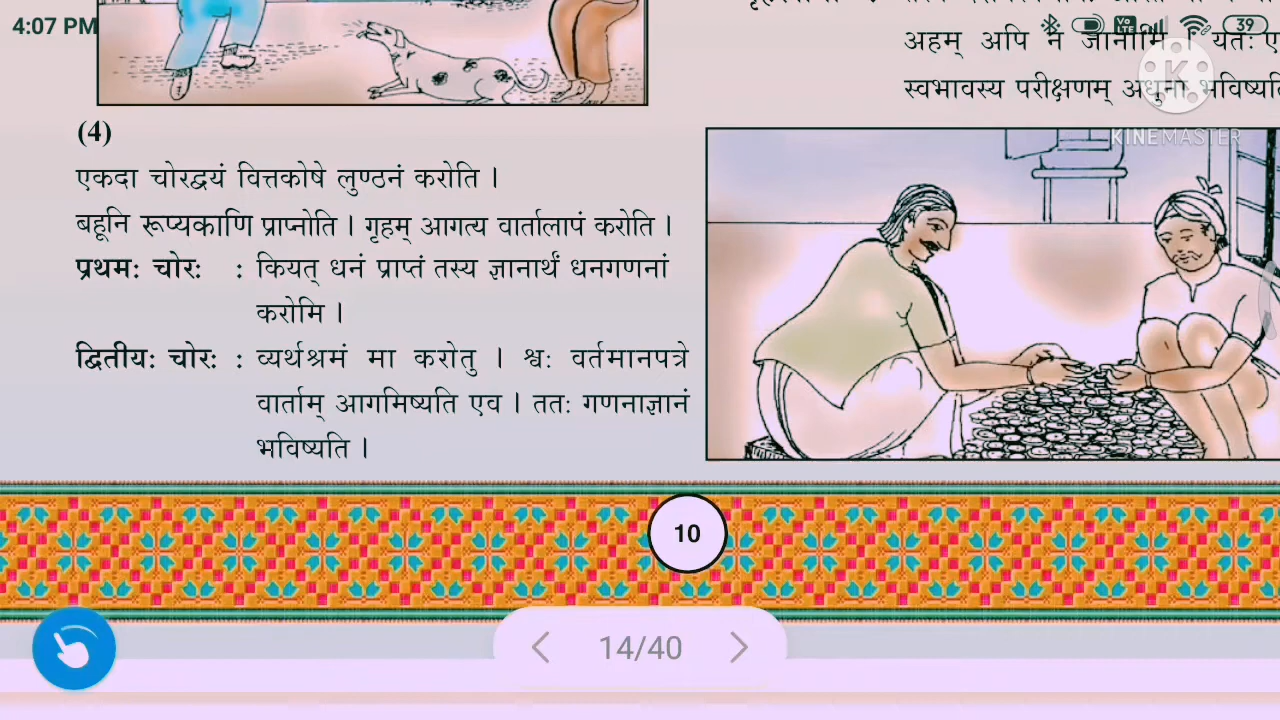 4:07 PM
39
अहम् अपि न जानामि । यतः
स्वभावस्य परीक्षणम् अधुना
KINEMASTER
(4)
एकदा चोरद्वयं वित्तकोषे लुण्ठनं करोति ।
बहूनि रूप्यकाणि प्राप्नोति । गृहम् आगत्य वार्तालापं करोति ।
प्रथमः चोरः : कियत् धनं प्राप्तं तस्य ज्ञानार्थं धनगणनां
करोमि ।
द्वितीयः चोरः : व्यर्थश्रमं मा करोतु । श्वः वर्तमानपत्रे
वार्ताम् आगमिष्यति एव । ततः गणनाज्ञानं
भविष्यति ।
10
14/40